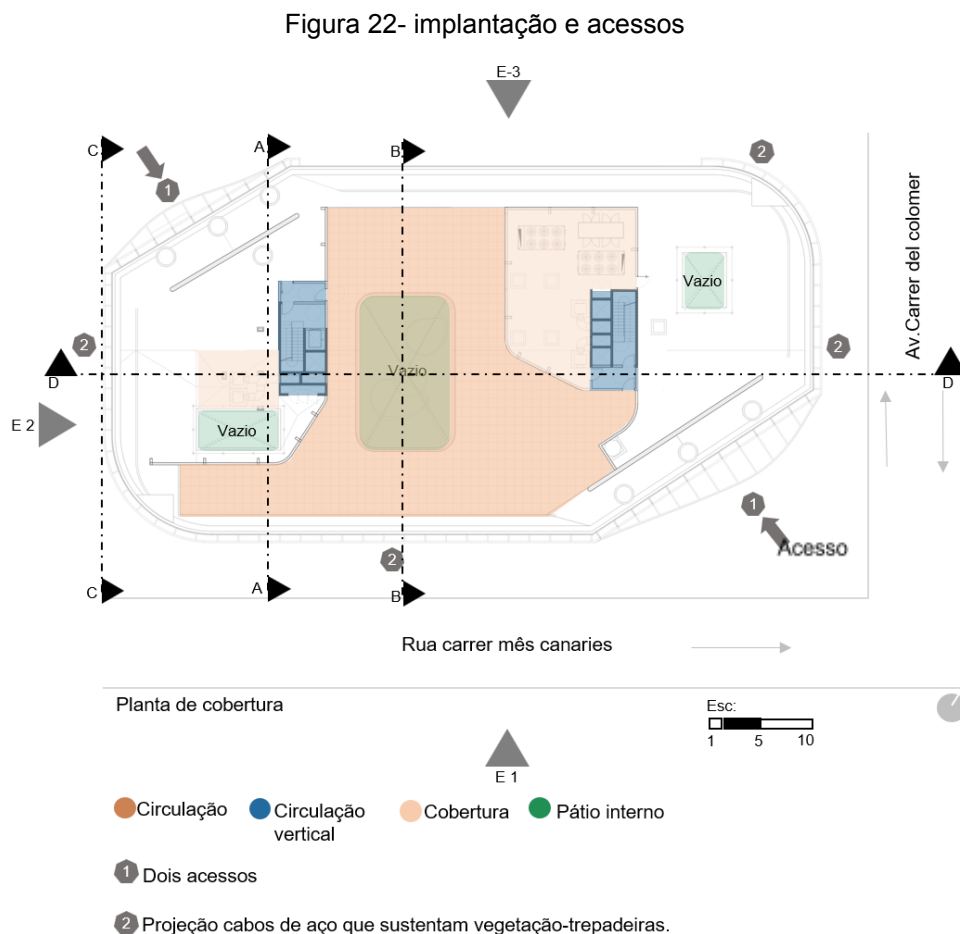 Figura 22- implantação e acessos
E-3
C
A
B
2
1
Av.Carrer del colomer
Vazio
Vazio
2
2
D
D
E 2
Vazio
1
Acesso
2
C
A
B
Rua carrer mês canaries
Planta de cobertura
Esc:
1 5 10
E 1
Circulação
Circulação
vertical
Cobertura
Pátio interno
1 Dois acessos
2 Projeção cabos de aço que sustentam vegetação-trepadeiras.